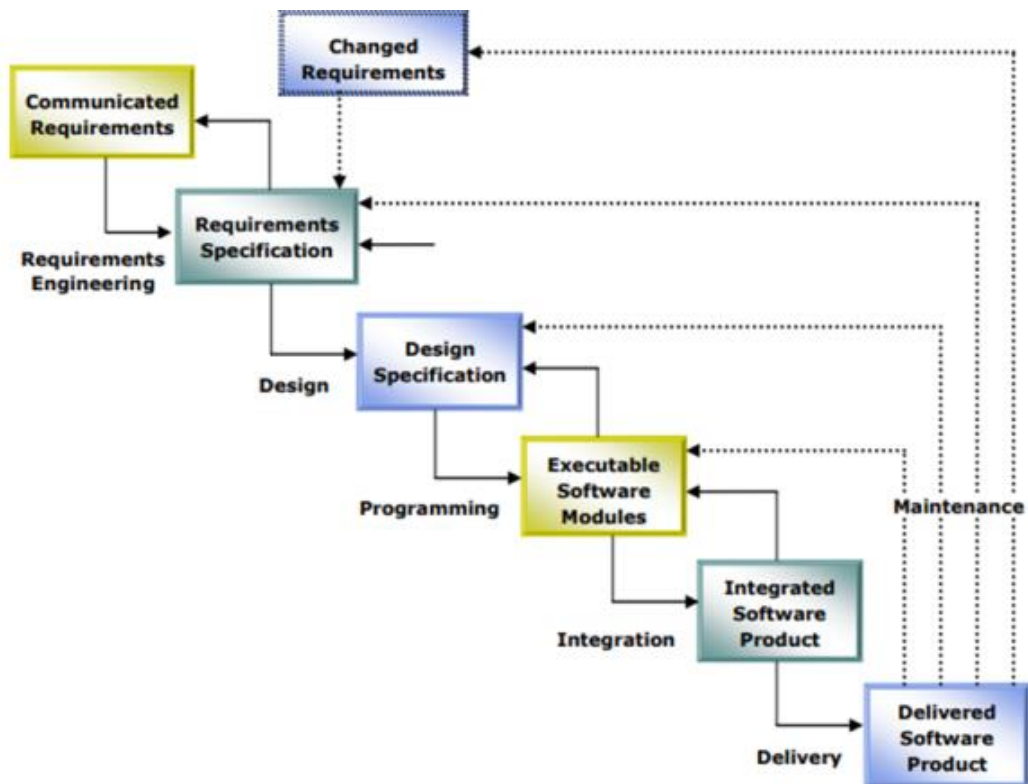 Changed
Requirements
Communicated
Requirements
Requirements
Specification
Requirements
Engineering
Design
Specification
Design
Executable
Software
Modules
Programming
Maintenance
Integrated
Software
Product
Integration
Delivered
Software
Product
Delivery